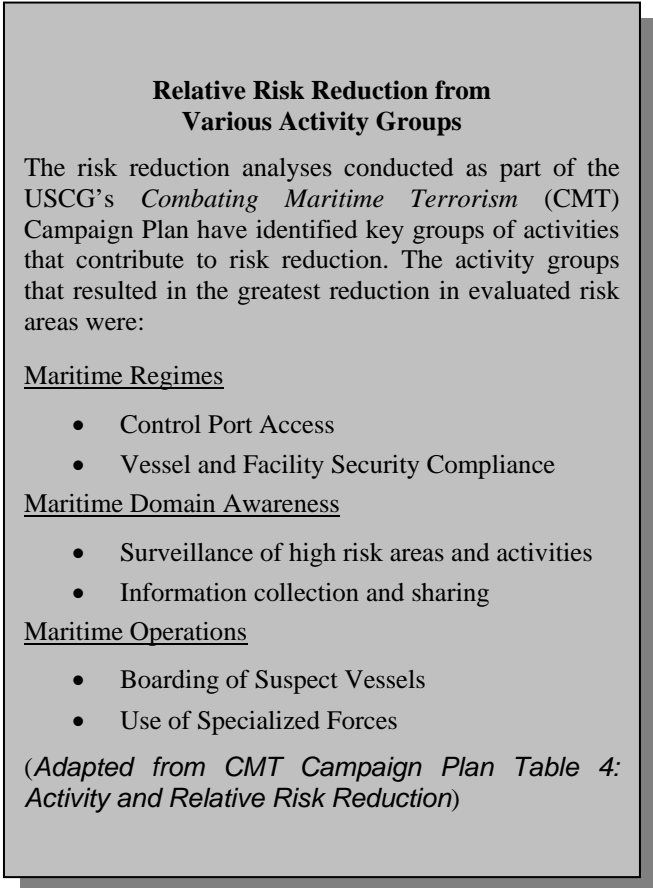 Relative Risk Reduction from
Various Activity Groups
The risk reduction analyses conducted as part of the
USCG's Combating Maritime Terrorism (CMT)
Campaign Plan have identified key groups of activities
that contribute to risk reduction. The activity groups
that resulted in the greatest reduction in evaluated risk
areas were:
Maritime Regimes
• Control Port Access
• Vessel and Facility Security Compliance
Maritime Domain Awareness
• Surveillance of high risk areas and activities
• Information collection and sharing
Maritime Operations
• Boarding of Suspect Vessels
• Use of Specialized Forces
(Adapted from CMT Campaign Plan Table 4:
Activity and Relative Risk Reduction)